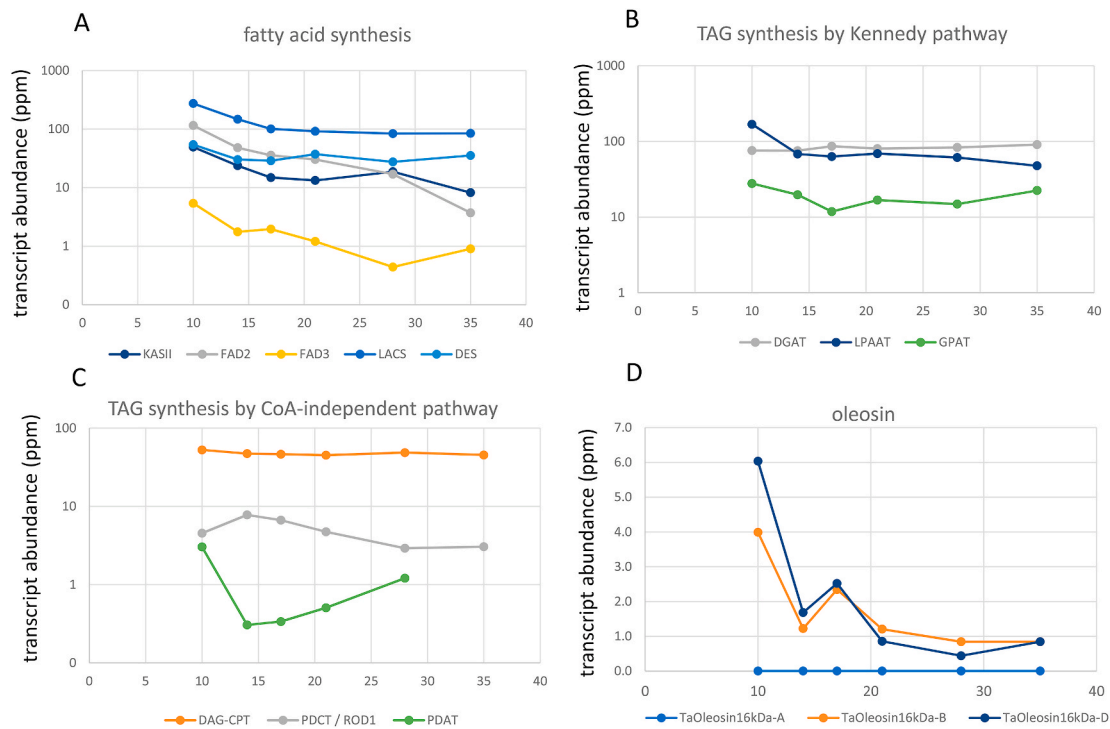 A
fatty acid synthesis
transcript abundance (ppm)
1000
100
10
1
0
0 5 10 15 20 25 30 35 40
KASII FAD2 FAD3 LACS DES
B
TAG synthesis by Kennedy pathway
transcript abundance (ppm)
1000
100
10
1
0 5 10 15 20 25 30 35 40
DGAT LPAAT GPAT
C
TAG synthesis by CoA-independent pathway
transcript abundance (ppm)
100
10
1
0
0 5 10 15 20 25 30 35 40
DAG-CPT PDCT / ROD1 PDAT
D
oleosin
transcript abundance (ppm)
7.0
6.0
5.0
4.0
3.0
2.0
1.0
0.0
0 10 20 30 40
TaOleosin16kDa-A TaOleosin16kDa-B TaOleosin16kDa-D